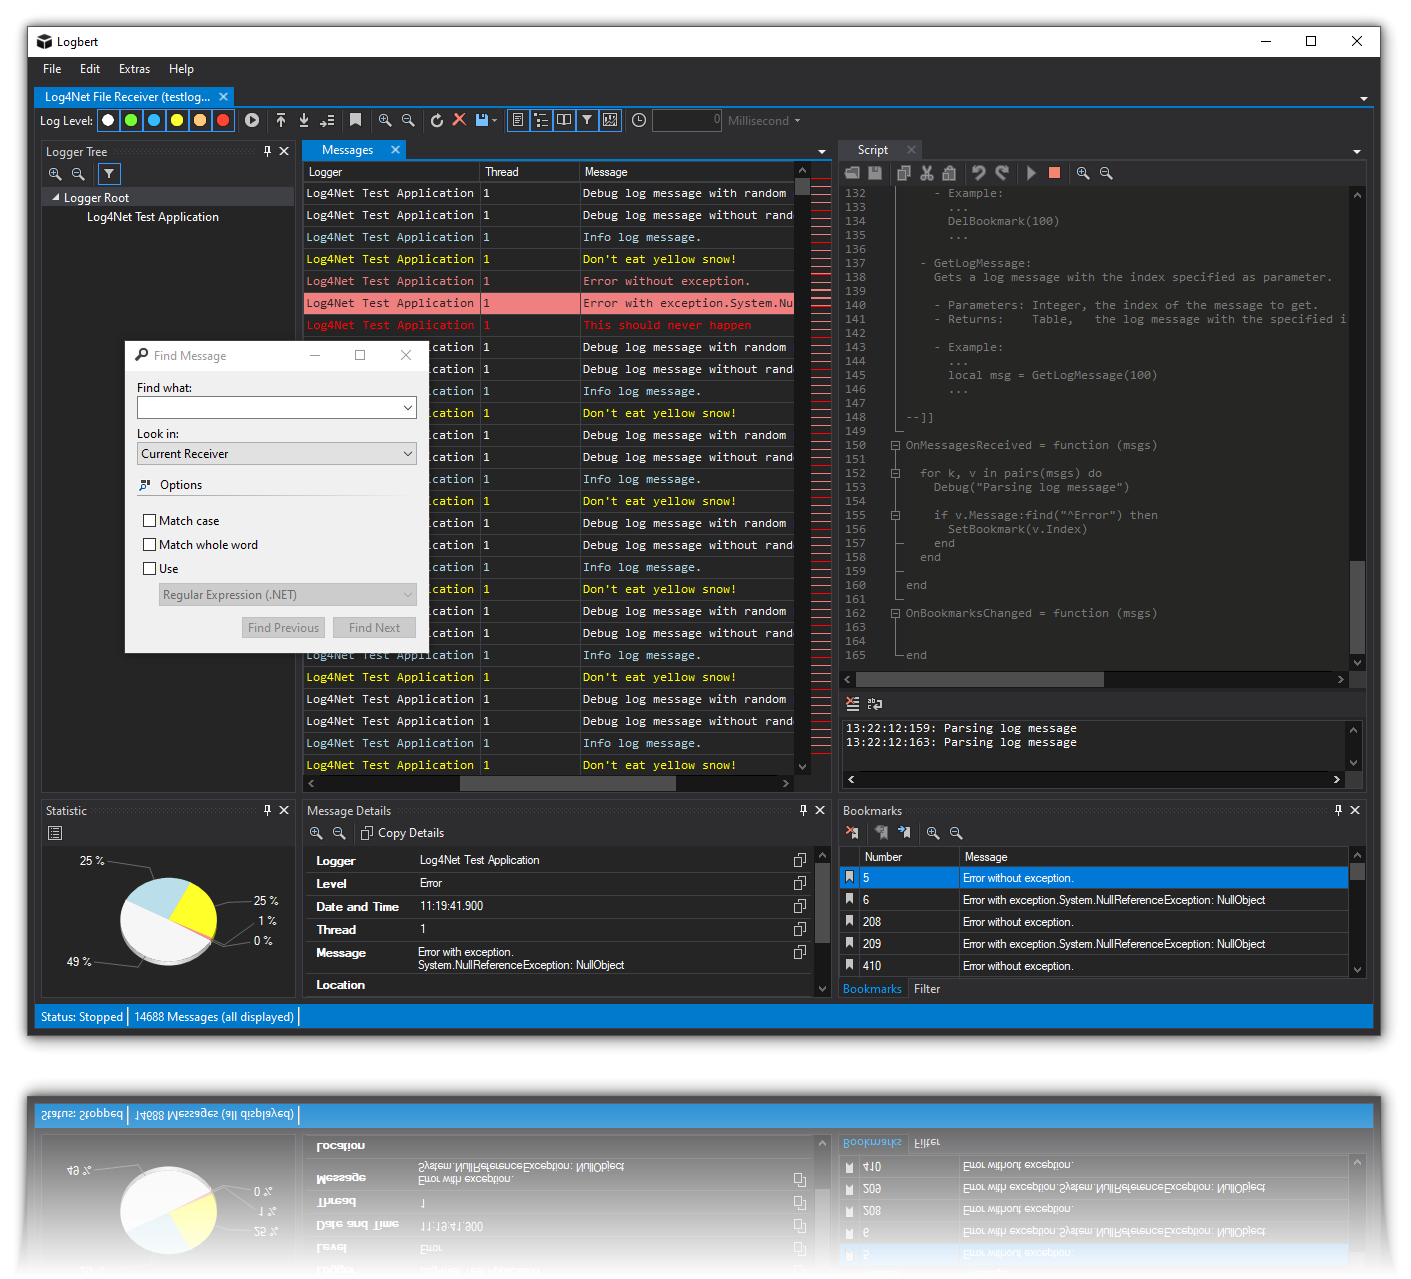 Logbert
File Edit Extras Help
Log4Net File Receiver (testlog...
Log Level: 0 Millisecond
Logger Tree
Logger Root
Log4Net Test Application
Messages
Logger Thread Message
Log4Net Test Application 1 Debug log message with random
Log4Net Test Application 1 Debug log message without rand
Log4Net Test Application 1 Info log message.
Log4Net Test Application 1 Don't eat yellow snow!
Log4Net Test Application 1 Error without exception.
Log4Net Test Application 1 Error with exception.System.Nu
Log4Net Test Application 1 This should never happen
cation 1 Debug log message with random
cation 1 Debug log message without rand
cation 1 Info log message.
cation 1 Don't eat yellow snow!
cation 1 Debug log message with random
cation 1 Debug log message without rand
cation 1 Info log message.
cation 1 Don't eat yellow snow!
cation 1 Debug log message with random
cation 1 Debug log message without rand
cation 1 Info log message.
cation 1 Don't eat yellow snow!
cation 1 Debug log message with random
cation 1 Debug log message without rand
Log4Net Test Application 1 Info log message.
Log4Net Test Application 1 Don't eat yellow snow!
Log4Net Test Application 1 Debug log message with random
Log4Net Test Application 1 Debug log message without rand
Log4Net Test Application 1 Info log message.
Log4Net Test Application 1 Don't eat yellow snow!
Find Message
Find what:
Look in:
Current Receiver
Options
Match case
Match whole word
Use
Regular Expression (.NET)
Find Previous Find Next
Script
132 - Example:
133 ...
134 DelBookmark(100)
135 ...
136
137 - GetLogMessage:
138 Gets a log message with the index specified as parameter.
139
140 - Parameters: Integer, the index of the message to get.
141 - Returns: Table, the log message with the specified i
142
143 - Example:
144 ...
145 local msg = GetLogMessage(100)
146 ...
147
148 --]]
149
150 OnMessagesReceived = function (msgs)
151
152 for k, v in pairs(msgs) do
153 Debug("Parsing log message")
154
155 if v.Message:find("^Error") then
156 SetBookmark(v.Index)
157 end
158 end
159
160 end
161
162 OnBookmarksChanged = function (msgs)
163
164
165 end
13:22:12:159: Parsing log message
13:22:12:163: Parsing log message
Statistic
25 %
25 %
1 %
0 %
49 %
Message Details
Copy Details
Logger Log4Net Test Application
Level Error
Date and Time 11:19:41.900
Thread 1
Message Error with exception.
System.NullReferenceException: NullObject
Location
Bookmarks
Number Message
5 Error without exception.
6 Error with exception.System.NullReferenceException: NullObject
208 Error without exception.
209 Error with exception.System.NullReferenceException: NullObject
410 Error without exception.
Bookmarks Filter
Status: Stopped 14688 Messages (all displayed)